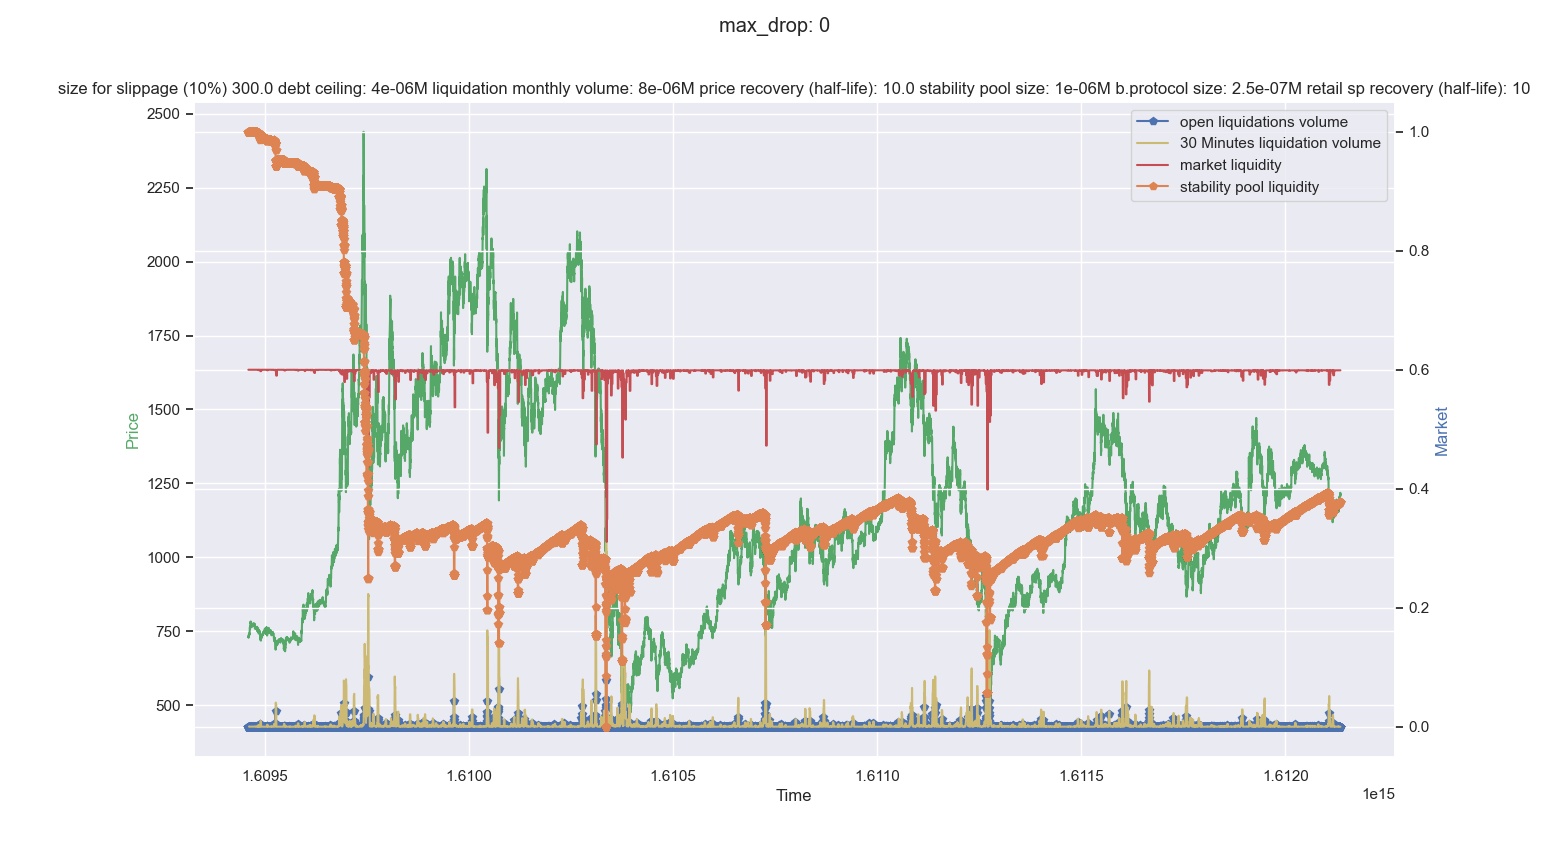 max_drop: 0
size for slippage (10%) 300.0 debt ceiling: 4e-06M liquidation monthly volume: 8e-06M price recovery (half-life): 10.0 stability pool size: 1e-06M b.protocol size: 2.5e-07M retail sp recovery (half-life): 10
open liquidations volume
30 Minutes liquidation volume
market liquidity
stability pool liquidity
2500
2250
2000
1750
1500
1250
1000
750
500
Price
1.0
0.8
0.6
0.4
0.2
0.0
Market
1.6095 1.6100 1.6105 1.6110 1.6115 1.6120
1e15
Time